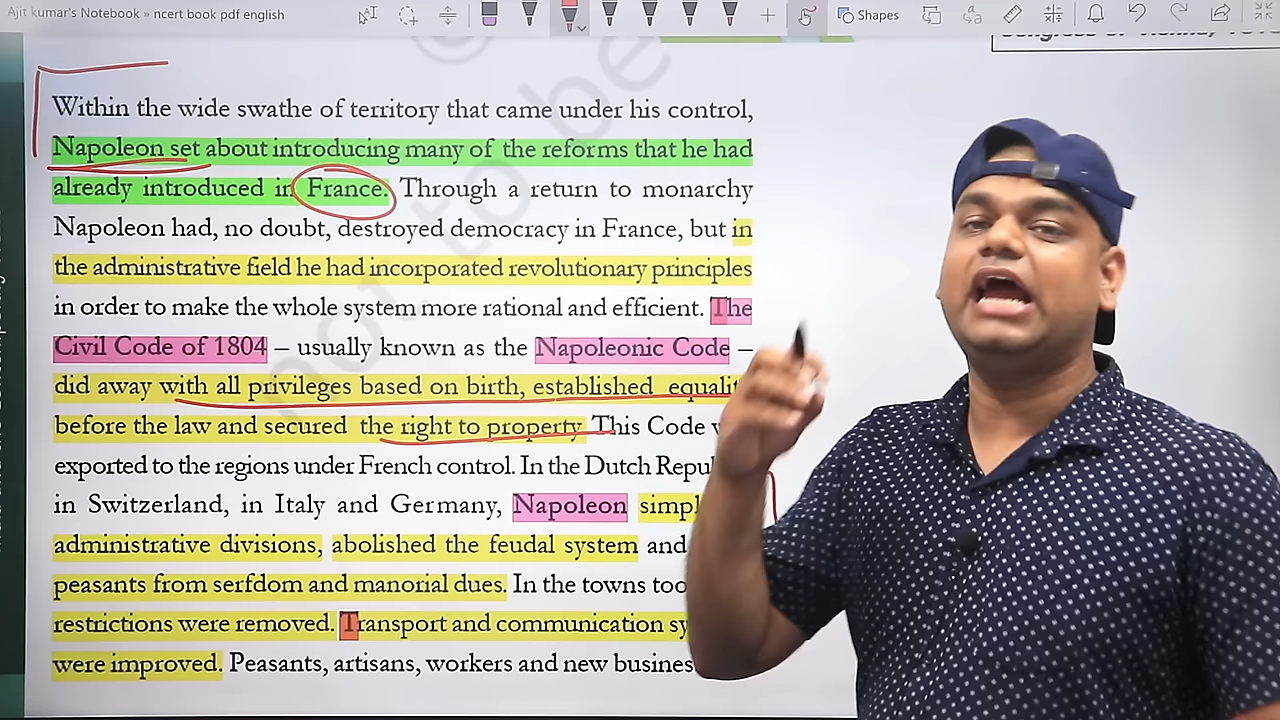 Ajit kumar's Notebook » ncert book pdf english
Shapes
Within the wide swathe of territory that came under his control,
Napoleon set about introducing many of the reforms that he had
already introduced in France. Through a return to monarchy
Napoleon had, no doubt, destroyed democracy in France, but in
the administrative field he had incorporated revolutionary principles
in order to make the whole system more rational and efficient. The
Civil Code of 1804 – usually known as the Napoleonic Code –
did away with all privileges based on birth, established equalit
before the law and secured the right to property This Code
exported to the regions under French control. In the Dutch Repu
in Switzerland, in Italy and Germany, Napoleon simpl
administrative divisions, abolished the feudal system and
peasants from serfdom and manorial dues. In the towns too
restrictions were removed. Transport and communication sy
were improved. Peasants, artisans, workers and new busines
not to be